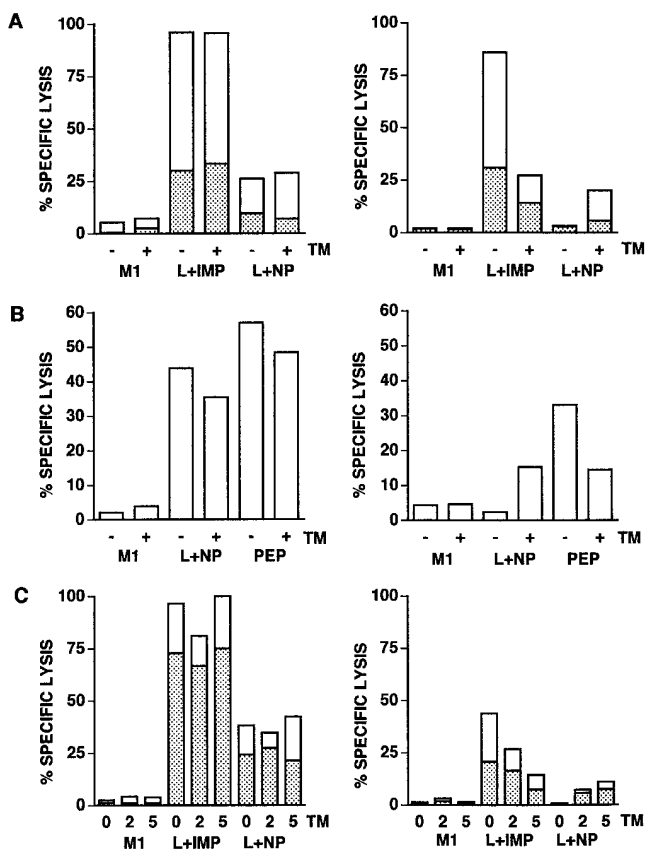 A
% SPECIFIC LYSIS
100
75
50
25
0
- + - + - + TM
M1 L+IMP L+NP
% SPECIFIC LYSIS
100
75
50
25
0
- + - + - + TM
M1 L+IMP L+NP
B
% SPECIFIC LYSIS
60
50
40
30
20
10
0
- + - + - + TM
M1 L+NP PEP
% SPECIFIC LYSIS
60
50
40
30
20
10
0
- + - + - + TM
M1 L+NP PEP
C
% SPECIFIC LYSIS
100
75
50
25
0
0 2 5 0 2 5 0 2 5 TM
M1 L+IMP L+NP
% SPECIFIC LYSIS
100
75
50
25
0
0 2 5 0 2 5 0 2 5 TM
M1 L+IMP L+NP